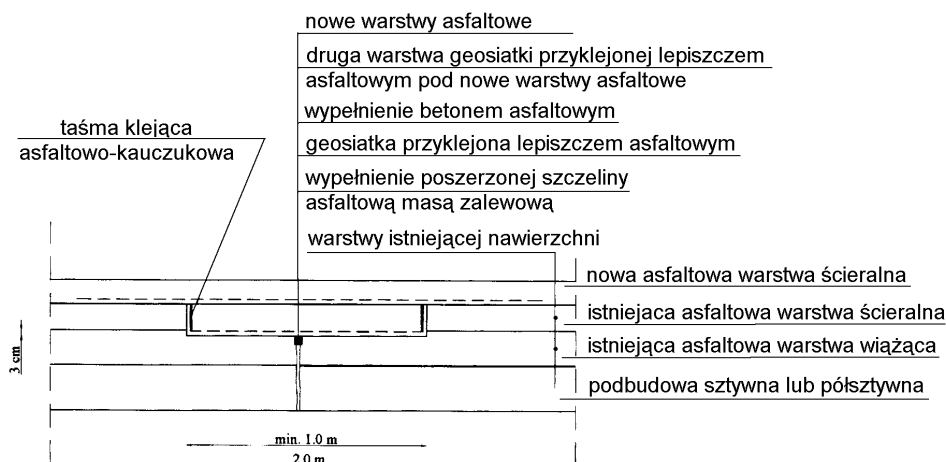 nowe warstwy asfaltowe
druga warstwa geosiatki przyklejonej lepiszczem
asfaltowym pod nowe warstwy asfaltowe
wypełnienie betonem asfaltowym
taśma klejąca
asfaltowo-kauczukowa
geosiatka przyklejona lepiszczem asfaltowym
wypełnienie poszerzonej szczeliny
asfaltową masą zalewową
warstwy istniejącej nawierzchni
nowa asfaltowa warstwa ścieralna
istniejaca asfaltowa warstwa ścieralna
istniejąca asfaltowa warstwa wiążąca
podbudowa sztywna lub półsztywna
3 cm
min. 1.0 m
2.0 m